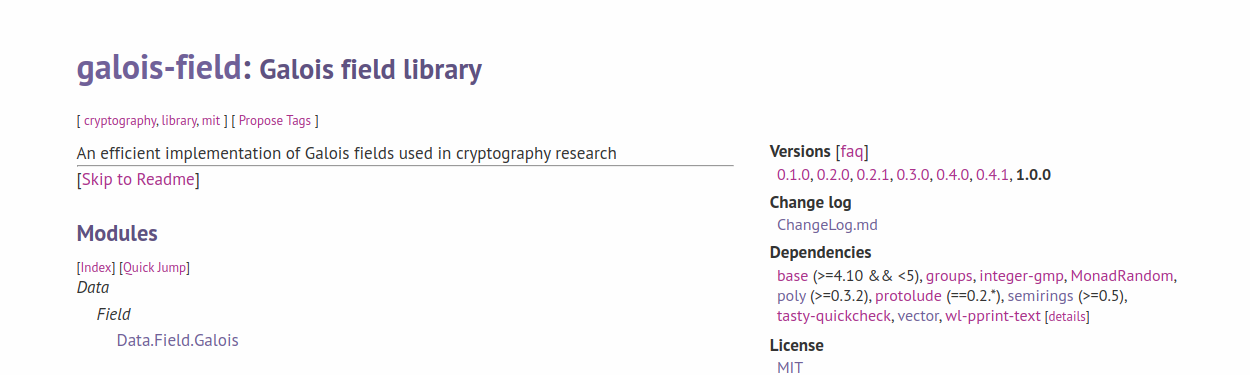 galois-field: Galois field library
[ cryptography, library, mit ] [ Propose Tags ]
An efficient implementation of Galois fields used in cryptography research
[Skip to Readme]
Modules
[Index] [Quick Jump]
Data
Field
Data.Field.Galois
Versions [faq]
0.1.0, 0.2.0, 0.2.1, 0.3.0, 0.4.0, 0.4.1, 1.0.0
Change log
ChangeLog.md
Dependencies
base (>=4.10 && <5), groups, integer-gmp, MonadRandom,
poly (>=0.3.2), protolude (==0.2.*), semirings (>=0.5),
tasty-quickcheck, vector, wl-pprint-text [details]
License
MIT